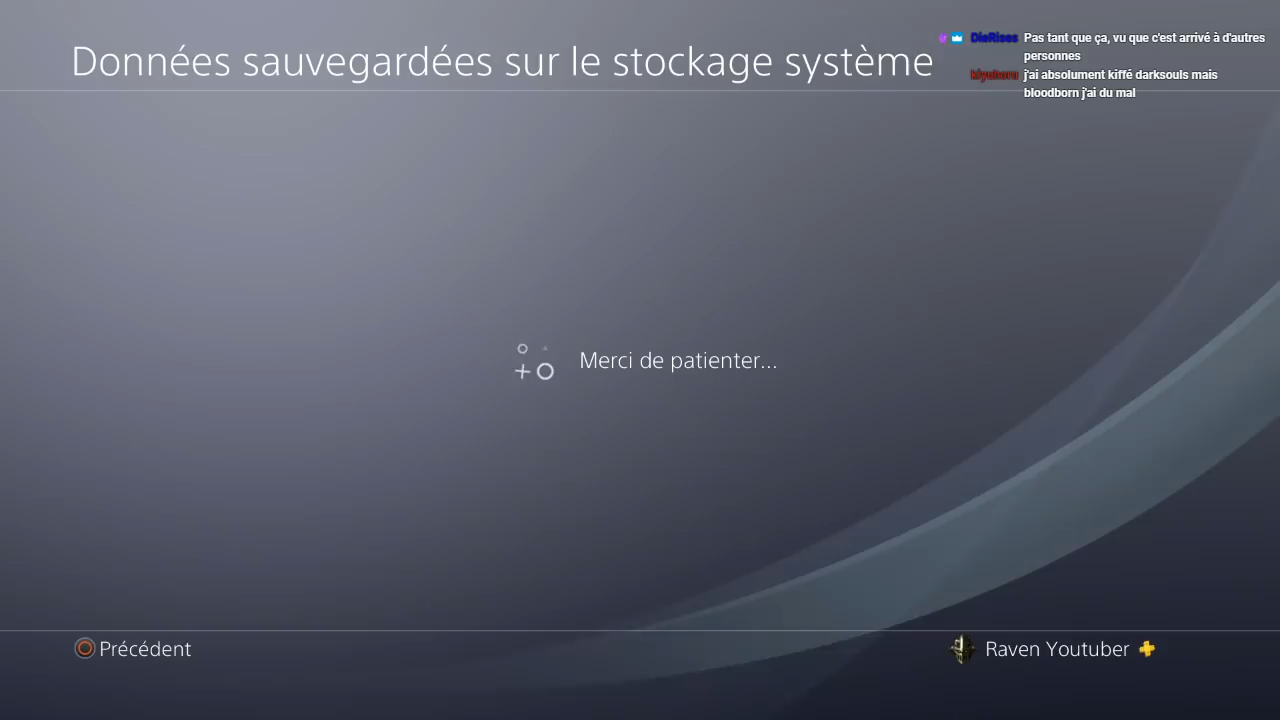 Données sauvegardées sur le stockage système
DieRises Pas tant que ça, vu que c'est arrivé à d'autres
personnes
j'ai absolument kiffé darksouls mais
bloodborn j'ai du mal
Merci de patienter...
Précédent
Raven Youtuber